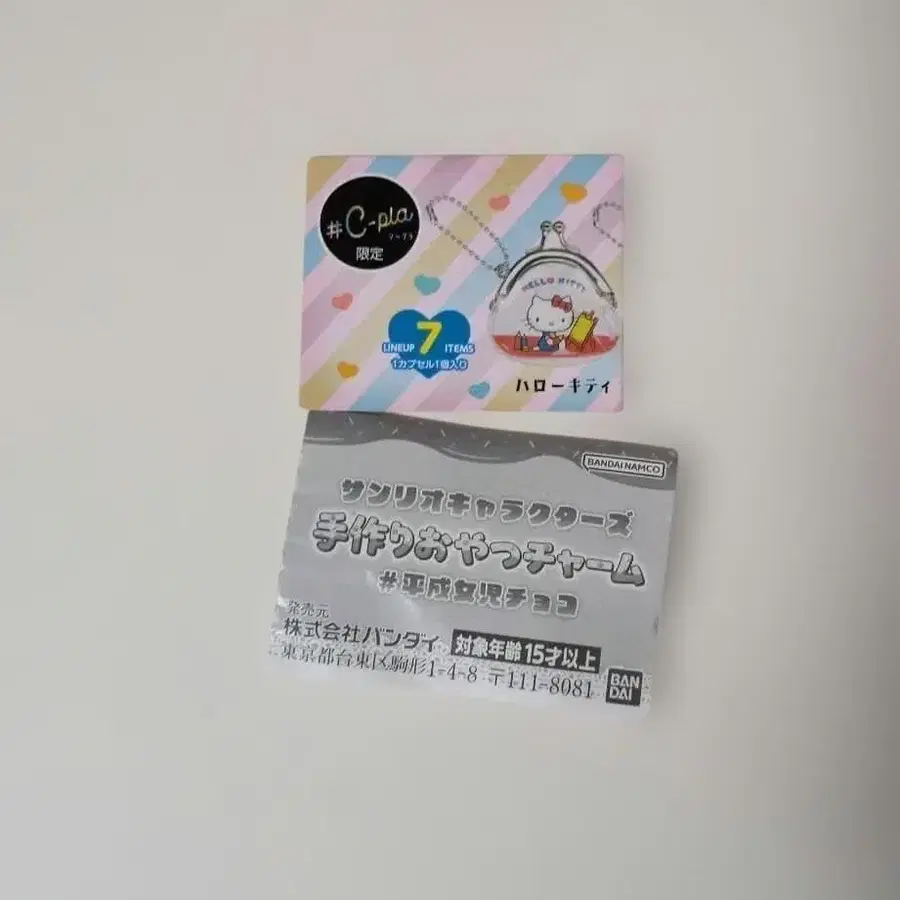 #C-pla
シープラ
限定
HELLO KITTY
LINEUP 7 ITEMS
1カプセル1個入り
ハローキティ
BANDAI NAMCO
サンリオキャラクターズ
手作りおやつチャーム
#平成女児チョコ
発売元
株式会社バンダイ 対象年齢15才以上
東京都台東区駒形1-4-8 〒111-8081
BAN
DAI